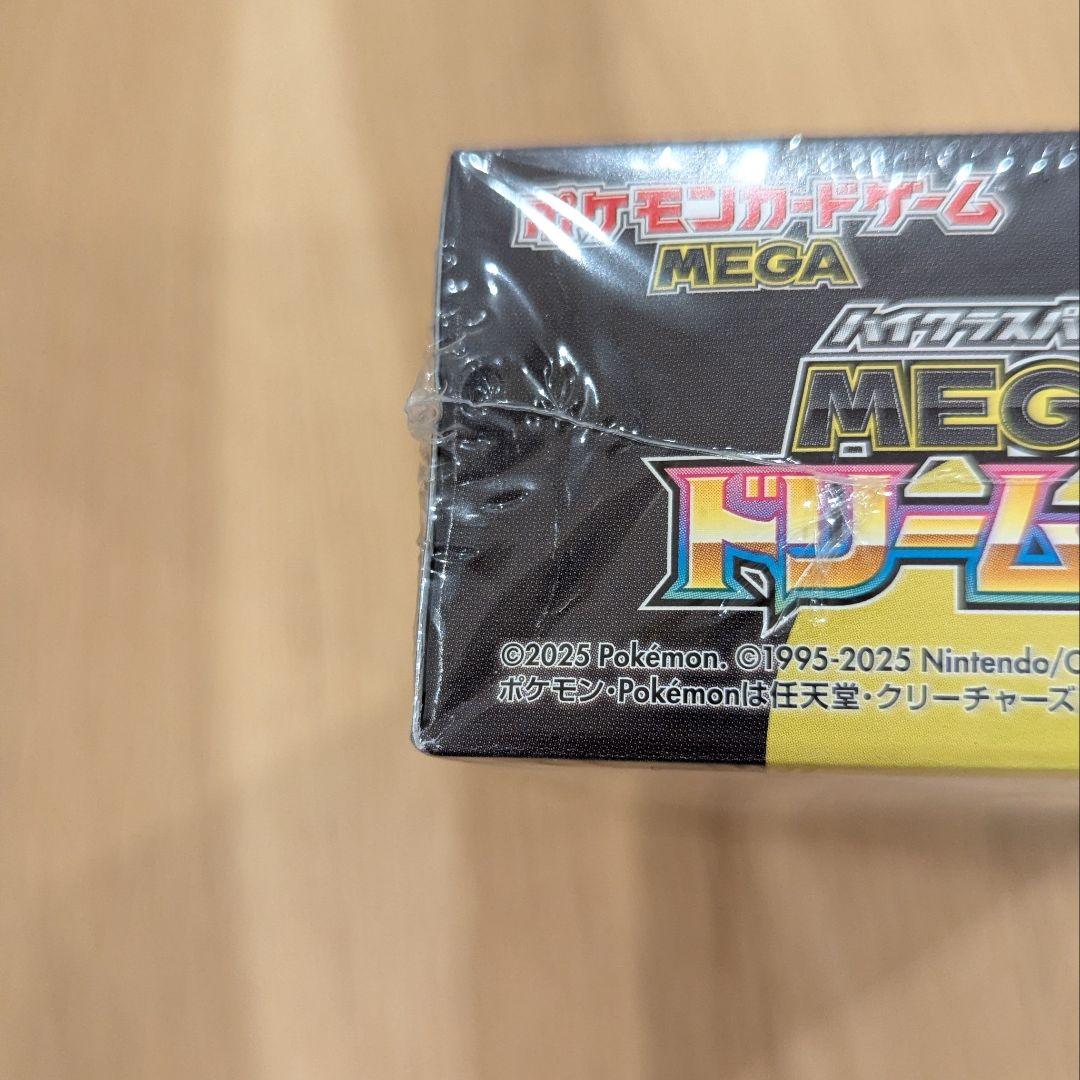 ポケモンカードゲーム
MEGA
ハイクラスパ
MEG
ドリーム
©2025 Pokémon. ©1995-2025 Nintendo/C
ポケモン・Pokémonは任天堂・クリーチャーズ